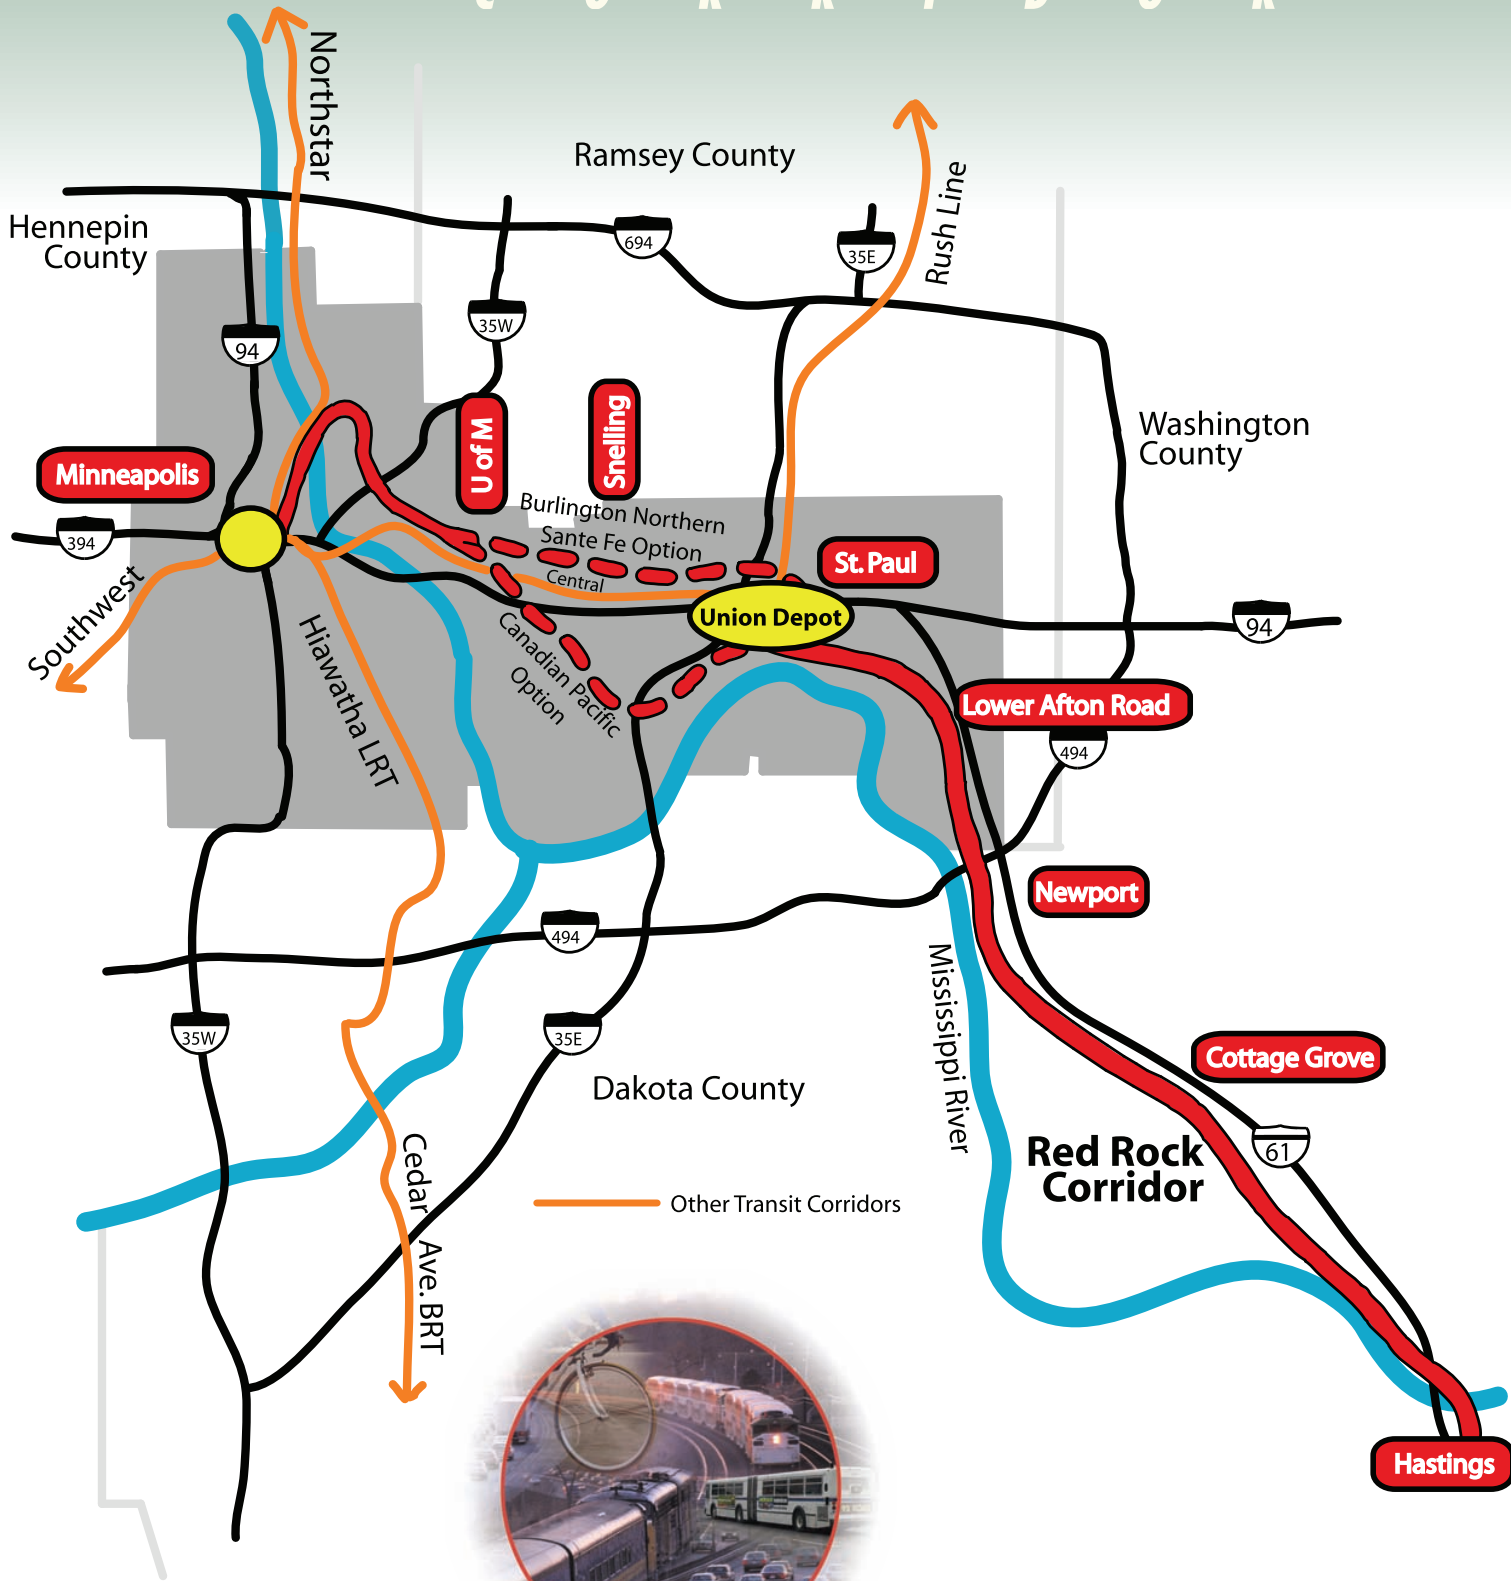 CORRIDOR
Northstar
Ramsey County
Rush Line
Hennepin
County
694
35E
35W
94
Washington
County
Minneapolis
U of M
Snelling
Burlington Northern
Sante Fe Option
394
Central
St. Paul
Union Depot
94
Southwest
Hiawatha LRT
Canadian Pacific
Option
Lower Afton Road
494
Newport
494
Mississippi River
35W
35E
Cottage Grove
Dakota County
Red Rock
Corridor
61
Cedar Ave. BRT
Other Transit Corridors
Hastings